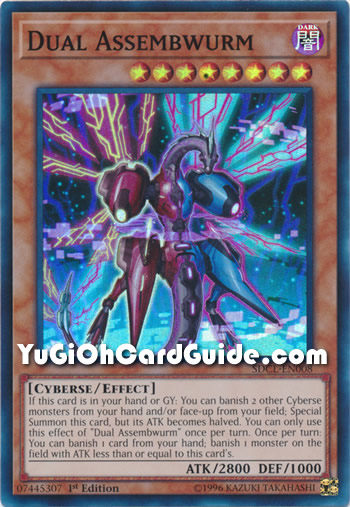 DUAL ASSEMBWURM
DARK
闇
YuGiOhCardGuide.com
SDCL-EN008
[CYBERSE/EFFECT]
If this card is in your hand or GY: You can banish 2 other Cyberse
monsters from your hand and/or face-up from your field; Special
Summon this card, but its ATK becomes halved. You can only use
this effect of "Dual Assembwurm" once per turn. Once per turn:
You can banish 1 card from your hand; banish 1 monster on the
field with ATK less than or equal to this card's.
ATK/2800 DEF/1000
07445307 1st Edition ©1996 KAZUKI TAKAHASHI